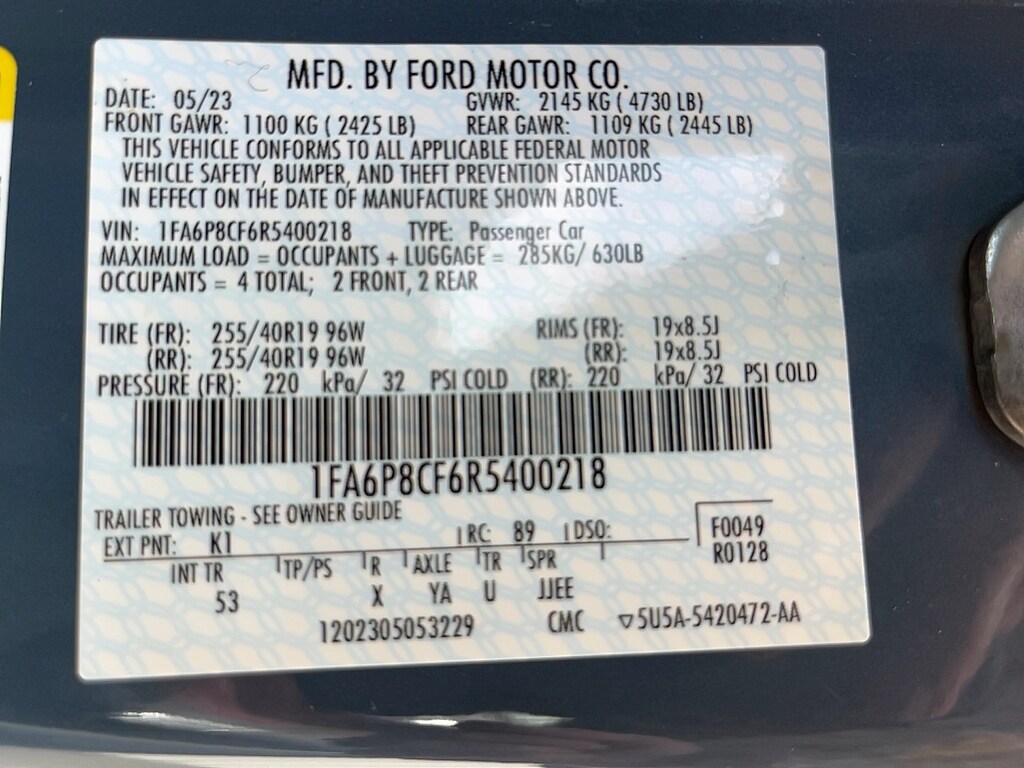 MFD. BY FORD MOTOR CO.
DATE: 05/23 GVWR: 2145 KG ( 4730 LB)
FRONT GAWR: 1100 KG ( 2425 LB) REAR GAWR: 1109 KG ( 2445 LB)
THIS VEHICLE CONFORMS TO ALL APPLICABLE FEDERAL MOTOR
VEHICLE SAFETY, BUMPER, AND THEFT PREVENTION STANDARDS
IN EFFECT ON THE DATE OF MANUFACTURE SHOWN ABOVE.
VIN: 1FA6P8CF6R5400218 TYPE: Passenger Car
MAXIMUM LOAD = OCCUPANTS + LUGGAGE = 285KG/ 630LB
OCCUPANTS = 4 TOTAL; 2 FRONT, 2 REAR
TIRE (FR): 255/40R19 96W RIMS (FR): 19x8.5J
(RR): 255/40R19 96W (RR): 19x8.5J
PRESSURE (FR): 220 kPa/ 32 PSI COLD (RR): 220 kPa/ 32 PSI COLD
1FA6P8CF6R5400218
TRAILER TOWING - SEE OWNER GUIDE
EXT PNT: K1 RC: 89 DSO: F0049
R0128
INT TR TP/PS R AXLE TR SPR
53 X YA U JJEE
1202305053229 CMC ▽5U5A-5420472-AA